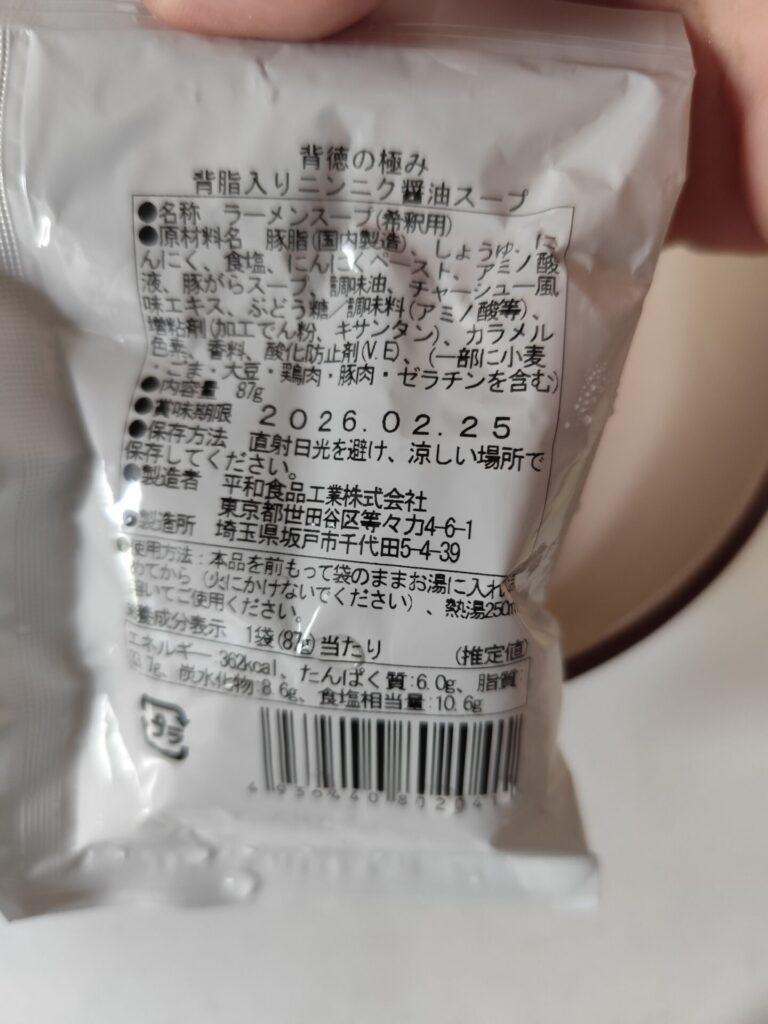 背徳の極み
背脂入りニンニク醤油スープ
●名称 ラーメンスープ(希釈用)
●原材料名 豚脂(国内製造)、しょうゆ、に
んにく、食塩、にんにくペースト、アミノ酸
液、豚がらスープ、調味油、チャーシュー風
味エキス、ぶどう糖／調味料(アミノ酸等)、
増粘剤(加工でん粉、キサンタン)、カラメル
色素、香料、酸化防止剤(V.E)、(一部に小麦
・ごま・大豆・鶏肉・豚肉・ゼラチンを含む)
●内容量 87g
●賞味期限 2026.02.25
●保存方法 直射日光を避け、涼しい場所で
保存してください。
●製造者 平和食品工業株式会社
東京都世田谷区等々力4-6-1
●製造所 埼玉県坂戸市千代田5-4-39
●使用方法：本品を前もって袋のままお湯に入れ
めてから（火にかけないでください）、熱湯250m
いてご使用ください。
栄養成分表示 1袋(87g)当たり (推定値)
エネルギー 362kcal、たんぱく質:6.0g、脂質:
7g、炭水化物:8.6g、食塩相当量:10.6g
プラ